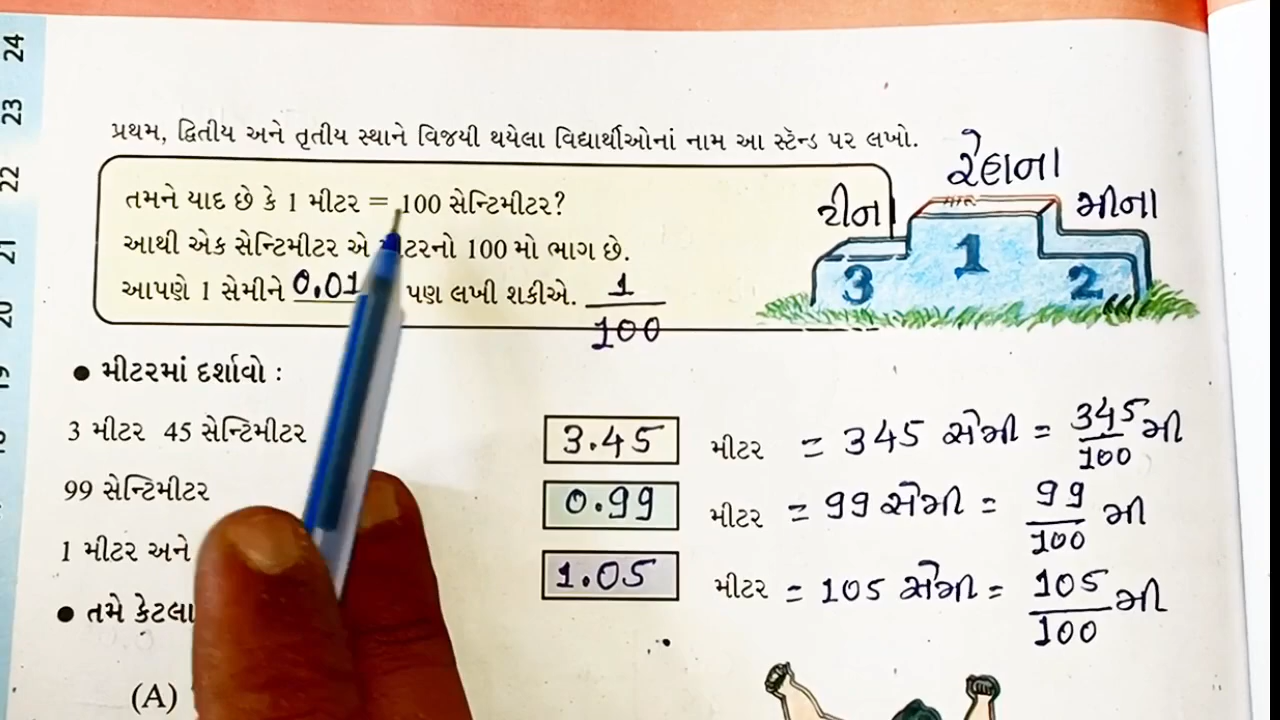 24
23
22
21
20
19
પ્રથમ, દ્વિતીય અને તૃતીય સ્થાને વિજયી થયેલા વિદ્યાર્થીઓનાં નામ આ સ્ટૅન્ડ પર લખો.
રેહાના
ટીના
મીના
1
2
3
તમને યાદ છે કે 1 મીટર = 100 સેન્ટિમીટર?
આથી એક સેન્ટિમીટર એ મીટરનો 100 મો ભાગ છે.
આપણે 1 સેમીને 0.01 પણ લખી શકીએ. 1/100
● મીટરમાં દર્શાવો :
3 મીટર 45 સેન્ટિમીટર 3.45 મીટર = 345 સેમી = 345/100 મી
99 સેન્ટિમીટર 0.99 મીટર = 99 સેમી = 99/100 મી
1 મીટર અને 1.05 મીટર = 105 સેમી = 105/100 મી
● તમે કેટલા
(A)